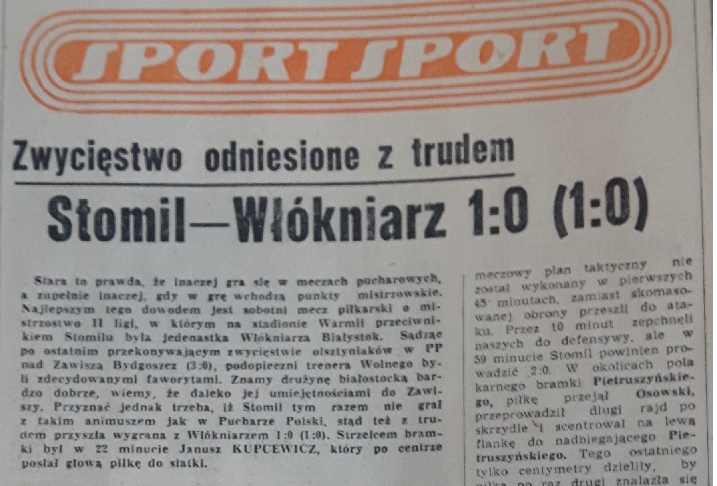 SPORT SPORT
Zwycięstwo odniesione z trudem
Stomil—Włókniarz 1:0 (1:0)
Stara to prawda, że inaczej gra się w meczach pucharowych,
a zupełnie inaczej, gdy w grę wchodzą punkty mistrzowskie.
Najlepszym tego dowodem jest sobotni mecz piłkarski o mi-
strzostwo II ligi, w którym na stadionie Warmii przeciwni-
kiem Stomilu była jedenastka Włókniarza Białystok. Sądząc
po ostatnim przekonywającym zwycięstwie olsztyniaków w PP
nad Zawiszą Bydgoszcz (3:0), podopieczni trenera Wolnego by-
li zdecydowanymi faworytami. Znamy drużynę białostocką bar-
dzo dobrze, wiemy, że daleko jej umiejętnościami do Zawi-
szy. Przyznać jednak trzeba, iż Stomil tym razem nie grał
z takim animuszem jak w Pucharze Polski, stąd też z tru-
dem przyszła wygrana z Włókniarzem 1:0 (1:0). Strzelcem bram-
ki był w 22 minucie Janusz KUPCEWICZ, który po centrze
posłał głową piłkę do siatki.
meczowy plan taktyczny nie
został wykonany w pierwszych
45 minutach, zamiast skomaso-
wanej obrony przeszli do ata-
ku. Przez 10 minut zepchnęli
naszych do defensywy, ale w
59 minucie Stomil powinien pro-
wadzić 2:0. W okolicach pola
karnego bramki Pietruszyńskie-
go, piłkę przejął Osowski,
przeprowadził długi rajd po
skrzydle i scentrował na lewą
flankę do nadbiegającego Pie-
truszyńskiego. Tego ostatniego
tylko centymetry dzieliły, by
piłka po raz drugi znalazła się